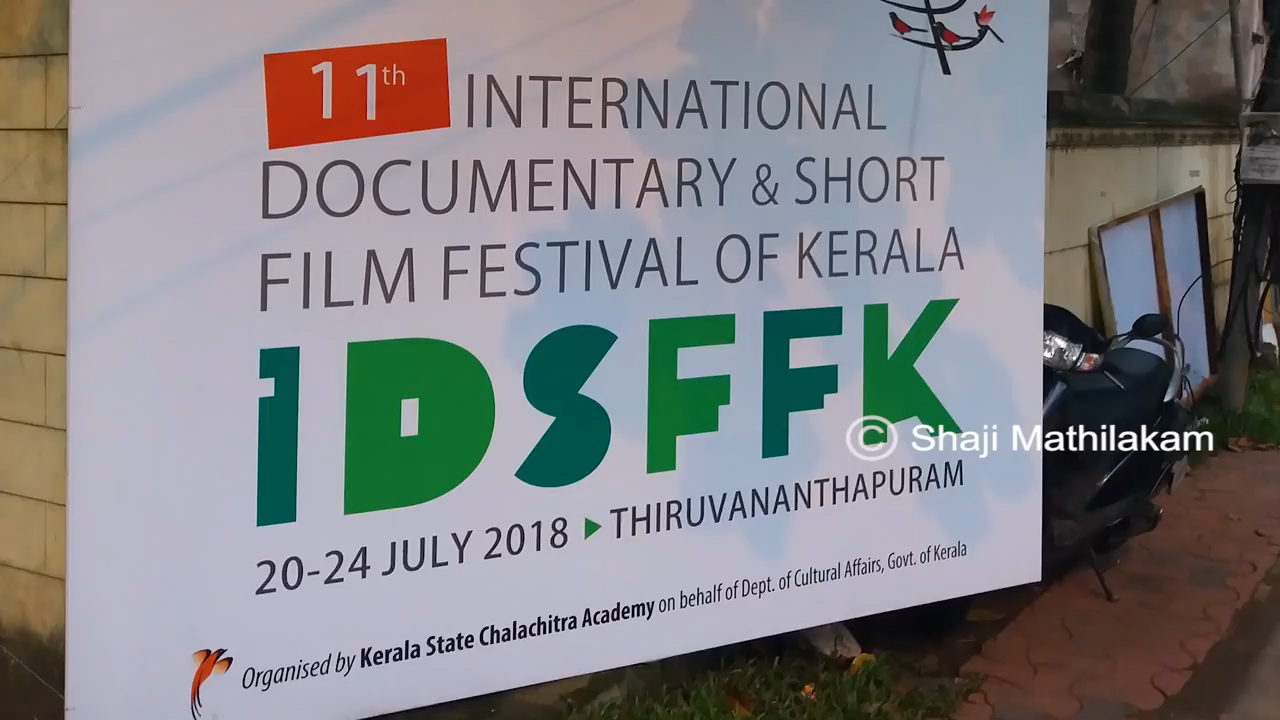 11th INTERNATIONAL
DOCUMENTARY & SHORT
FILM FESTIVAL OF KERALA
IDSFFK
© Shaji Mathilakam
20-24 JULY 2018 ▶ THIRUVANANTHAPURAM
Organised by Kerala State Chalachitra Academy on behalf of Dept. of Cultural Affairs, Govt. of Kerala